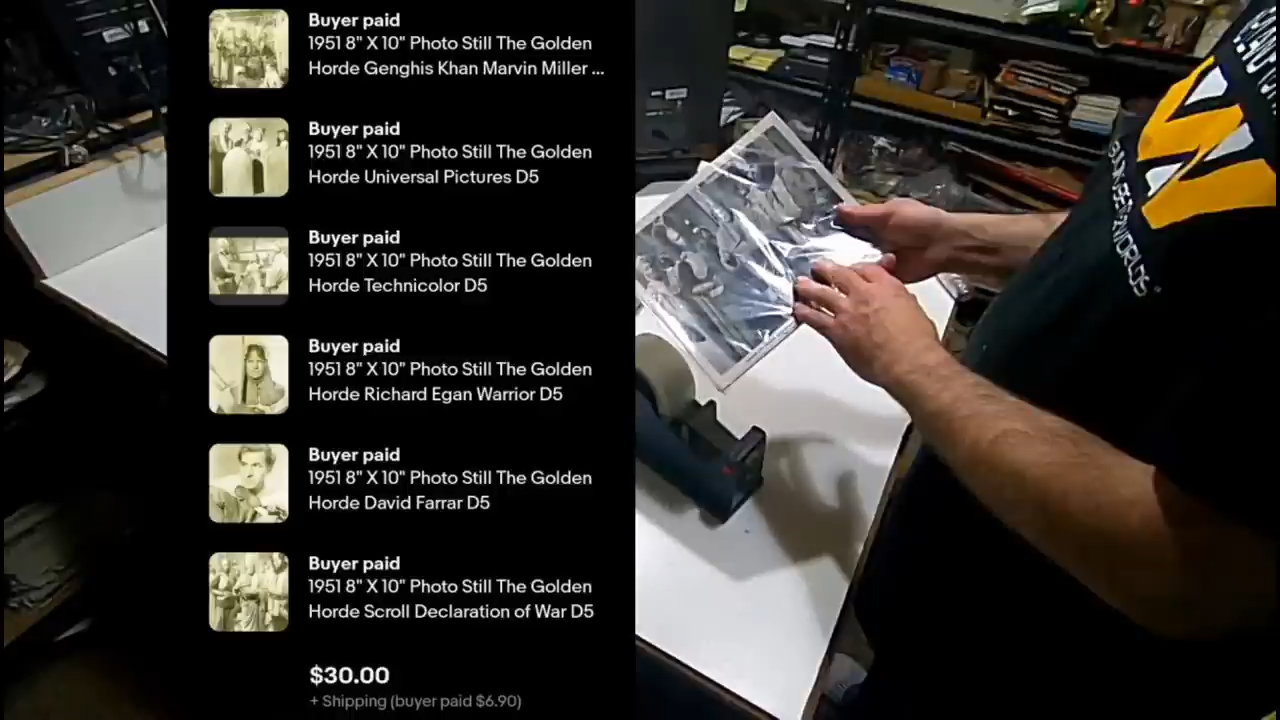 Buyer paid
1951 8" X 10" Photo Still The Golden
Horde Genghis Khan Marvin Miller ...
Buyer paid
1951 8" X 10" Photo Still The Golden
Horde Universal Pictures D5
Buyer paid
1951 8" X 10" Photo Still The Golden
Horde Technicolor D5
Buyer paid
1951 8" X 10" Photo Still The Golden
Horde Richard Egan Warrior D5
Buyer paid
1951 8" X 10" Photo Still The Golden
Horde David Farrar D5
Buyer paid
1951 8" X 10" Photo Still The Golden
Horde Scroll Declaration of War D5
$30.00
+ Shipping (buyer paid $6.90)